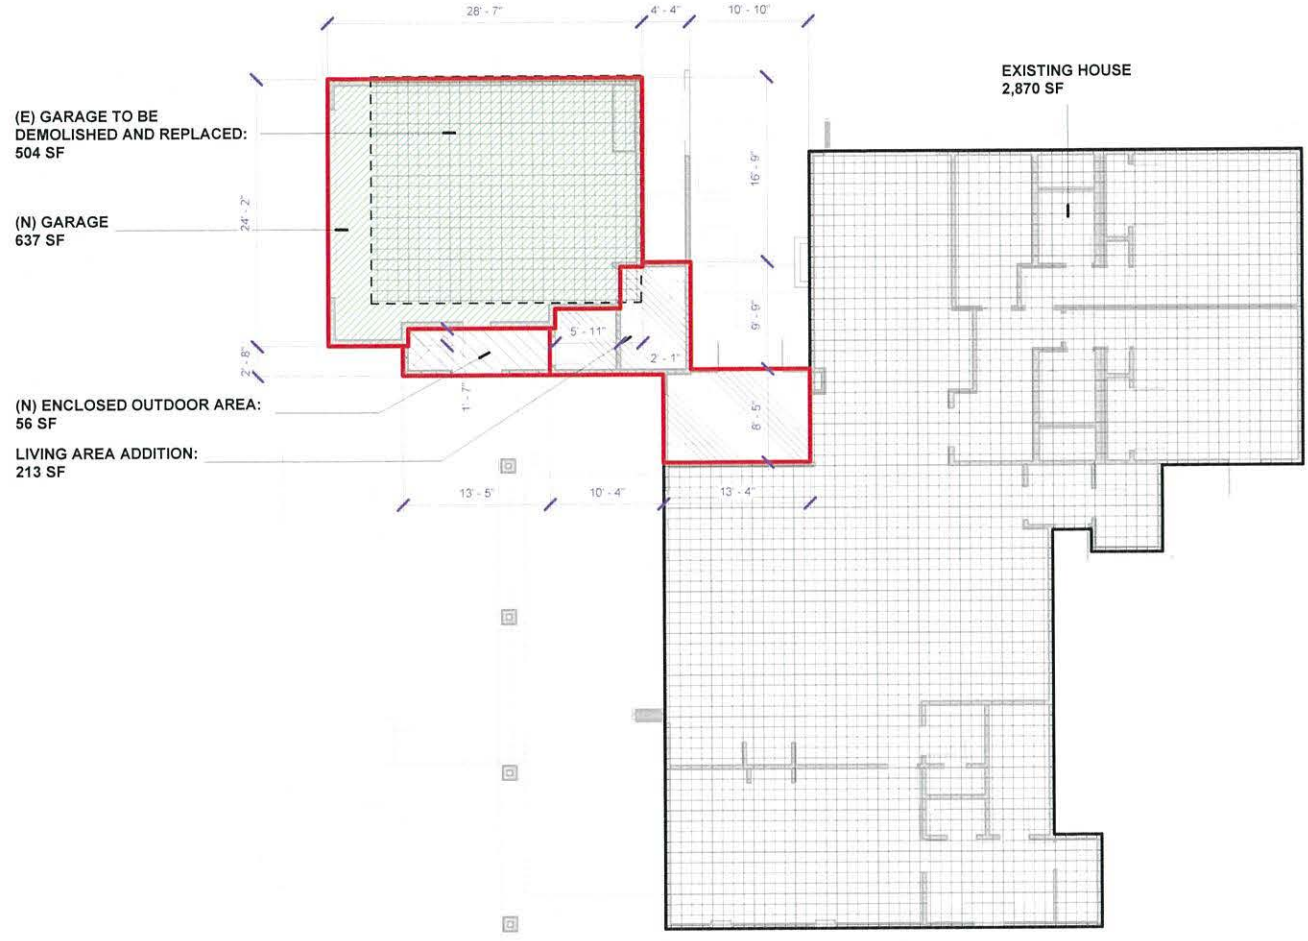 28' - 7"
4' - 4"
10' - 10"
EXISTING HOUSE
2,870 SF
(E) GARAGE TO BE
DEMOLISHED AND REPLACED:
504 SF
16' - 9"
24' - 2"
(N) GARAGE
637 SF
9' - 9"
5' - 11"
2' - 1"
2' - 8"
1' - 7"
8' - 5"
(N) ENCLOSED OUTDOOR AREA:
56 SF
LIVING AREA ADDITION:
213 SF
13' - 5"
10' - 4"
13' - 4"